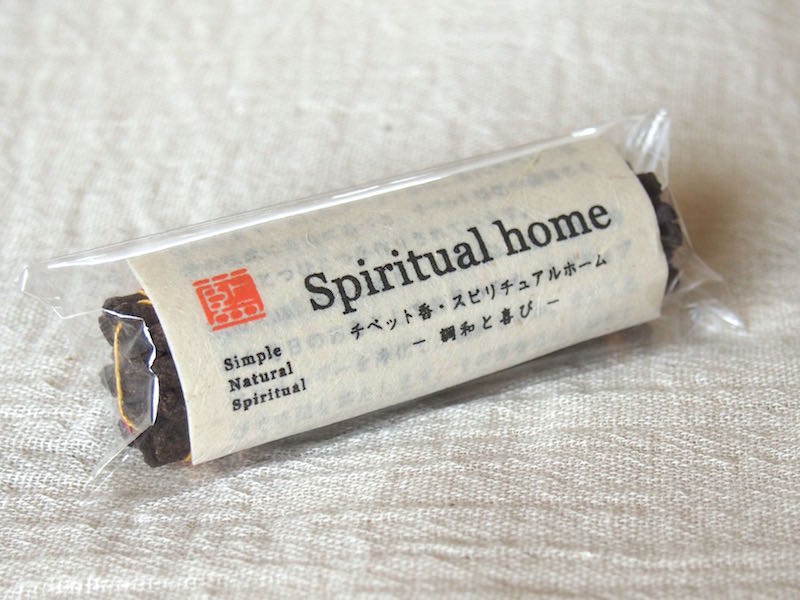 Spiritual home
チベット香・スピリチュアルホーム
― 調和と喜び ―
Simple
Natural
Spiritual